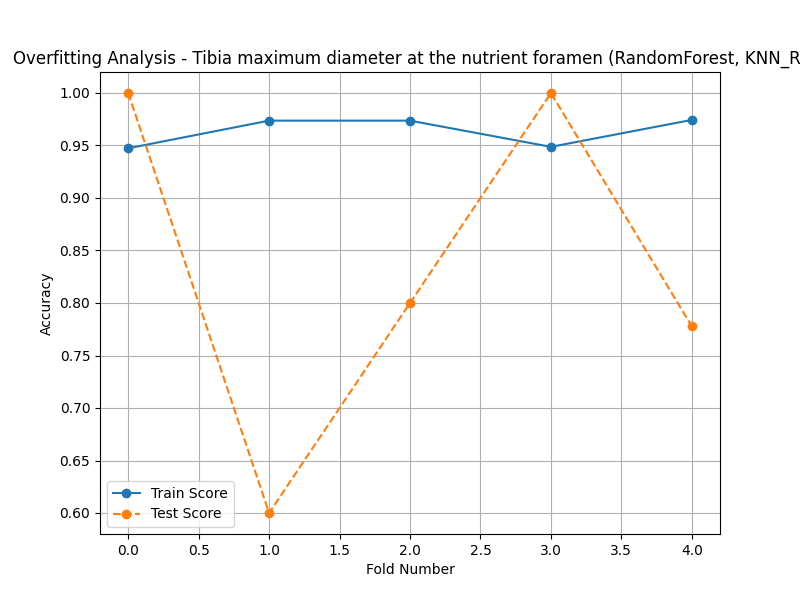 Overfitting Analysis - Tibia maximum diameter at the nutrient foramen (RandomForest, KNN_R
1.00
0.95
0.90
0.85
0.80
0.75
0.70
0.65
0.60
Accuracy
Train Score
Test Score
0.0 0.5 1.0 1.5 2.0 2.5 3.0 3.5 4.0
Fold Number